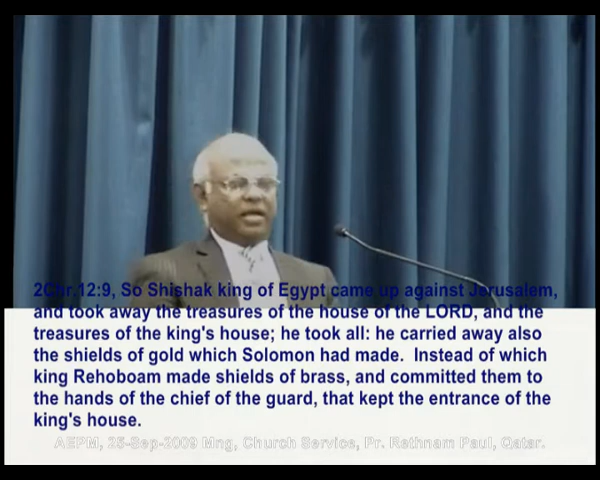 2Chr.12:9, So Shishak king of Egypt came up against Jerusalem,
and took away the treasures of the house of the LORD, and the
treasures of the king's house; he took all: he carried away also
the shields of gold which Solomon had made.  Instead of which
king Rehoboam made shields of brass, and committed them to
the hands of the chief of the guard, that kept the entrance of the
king's house.
AEPM, 25-Sep-2009 Mng, Church Service, Pr. Rethnam Paul, Qatar.